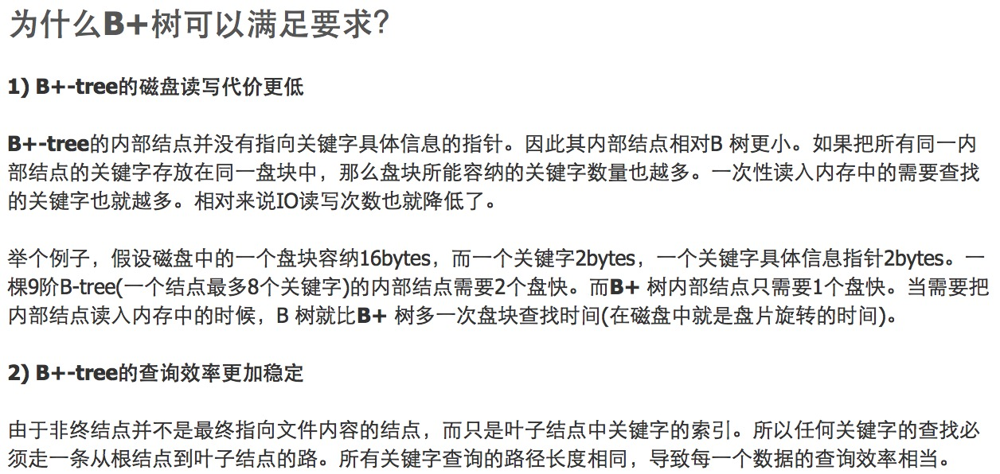 为什么B+树可以满足要求?
1) B+-tree的磁盘读写代价更低
B+-tree的内部结点并没有指向关键字具体信息的指针。因此其内部结点相对B 树更小。如果把所有同一内
部结点的关键字存放在同一盘块中，那么盘块所能容纳的关键字数量也越多。一次性读入内存中的需要查找
的关键字也就越多。相对来说IO读写次数也就降低了。
举个例子，假设磁盘中的一个盘块容纳16bytes，而一个关键字2bytes，一个关键字具体信息指针2bytes。一
棵9阶B-tree(一个结点最多8个关键字)的内部结点需要2个盘快。而B+ 树内部结点只需要1个盘快。当需要把
内部结点读入内存中的时候，B 树就比B+ 树多一次盘块查找时间(在磁盘中就是盘片旋转的时间)。
2) B+-tree的查询效率更加稳定
由于非终结点并不是最终指向文件内容的结点，而只是叶子结点中关键字的索引。所以任何关键字的查找必
须走一条从根结点到叶子结点的路。所有关键字查询的路径长度相同，导致每一个数据的查询效率相当。